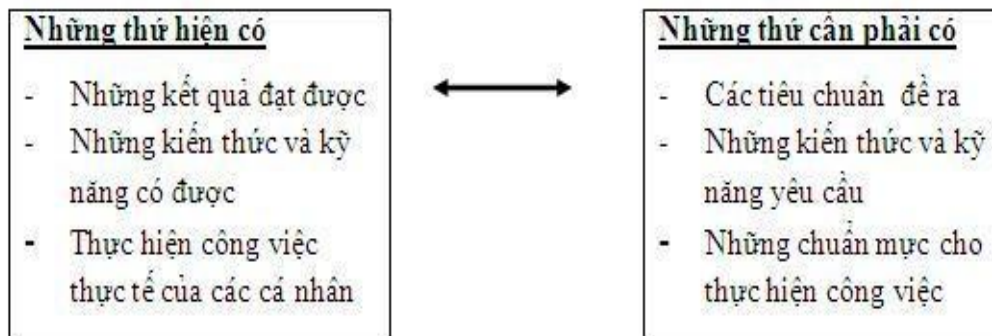 Những thứ hiện có
- Những kết quả đạt được
- Những kiến thức và kỹ
năng có được
- Thực hiện công việc
thực tế của các cá nhân
Những thứ cần phải có
- Các tiêu chuẩn đề ra
- Những kiến thức và kỹ
năng yêu cầu
- Những chuẩn mực cho
thực hiện công việc